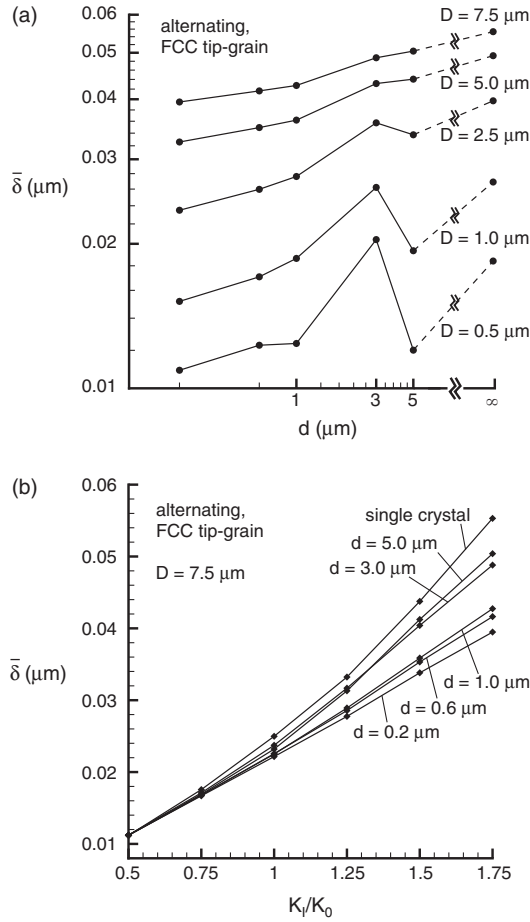 (a)
alternating,
FCC tip-grain
0.06
0.05
0.04
0.03
0.02
0.01
δ̄ (μm)
D = 7.5 μm
D = 5.0 μm
D = 2.5 μm
D = 1.0 μm
D = 0.5 μm
1 3 5 ∞
d (μm)
(b)
alternating,
FCC tip-grain
D = 7.5 μm
0.06
0.05
0.04
0.03
0.02
0.01
δ̄ (μm)
single crystal
d = 5.0 μm
d = 3.0 μm
d = 1.0 μm
d = 0.6 μm
d = 0.2 μm
0.5 0.75 1 1.25 1.5 1.75
K_I/K_0